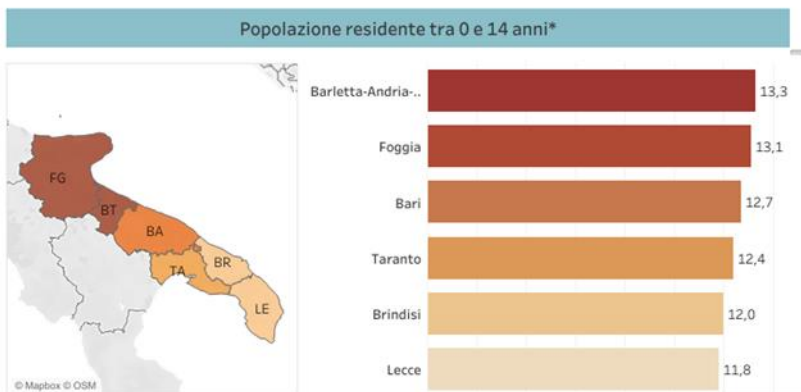 Popolazione residente tra 0 e 14 anni*
FG
BT
BA
BR
TA
LE
© Mapbox © OSM
Barletta-Andria-.. 13,3
Foggia 13,1
Bari 12,7
Taranto 12,4
Brindisi 12,0
Lecce 11,8